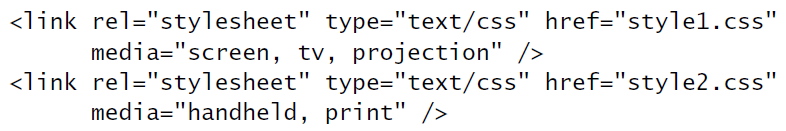 <link rel="stylesheet" type="text/css" href="style1.css"
media="screen, tv, projection" />
<link rel="stylesheet" type="text/css" href="style2.css"
media="handheld, print" />